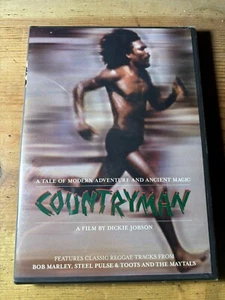 A TALE OF MODERN ADVENTURE AND ANCIENT MAGIC
COUNTRYMAN
A FILM BY DICKIE JOBSON
FEATURES CLASSIC REGGAE TRACKS FROM
BOB MARLEY, STEEL PULSE & TOOTS AND THE MAYTALS